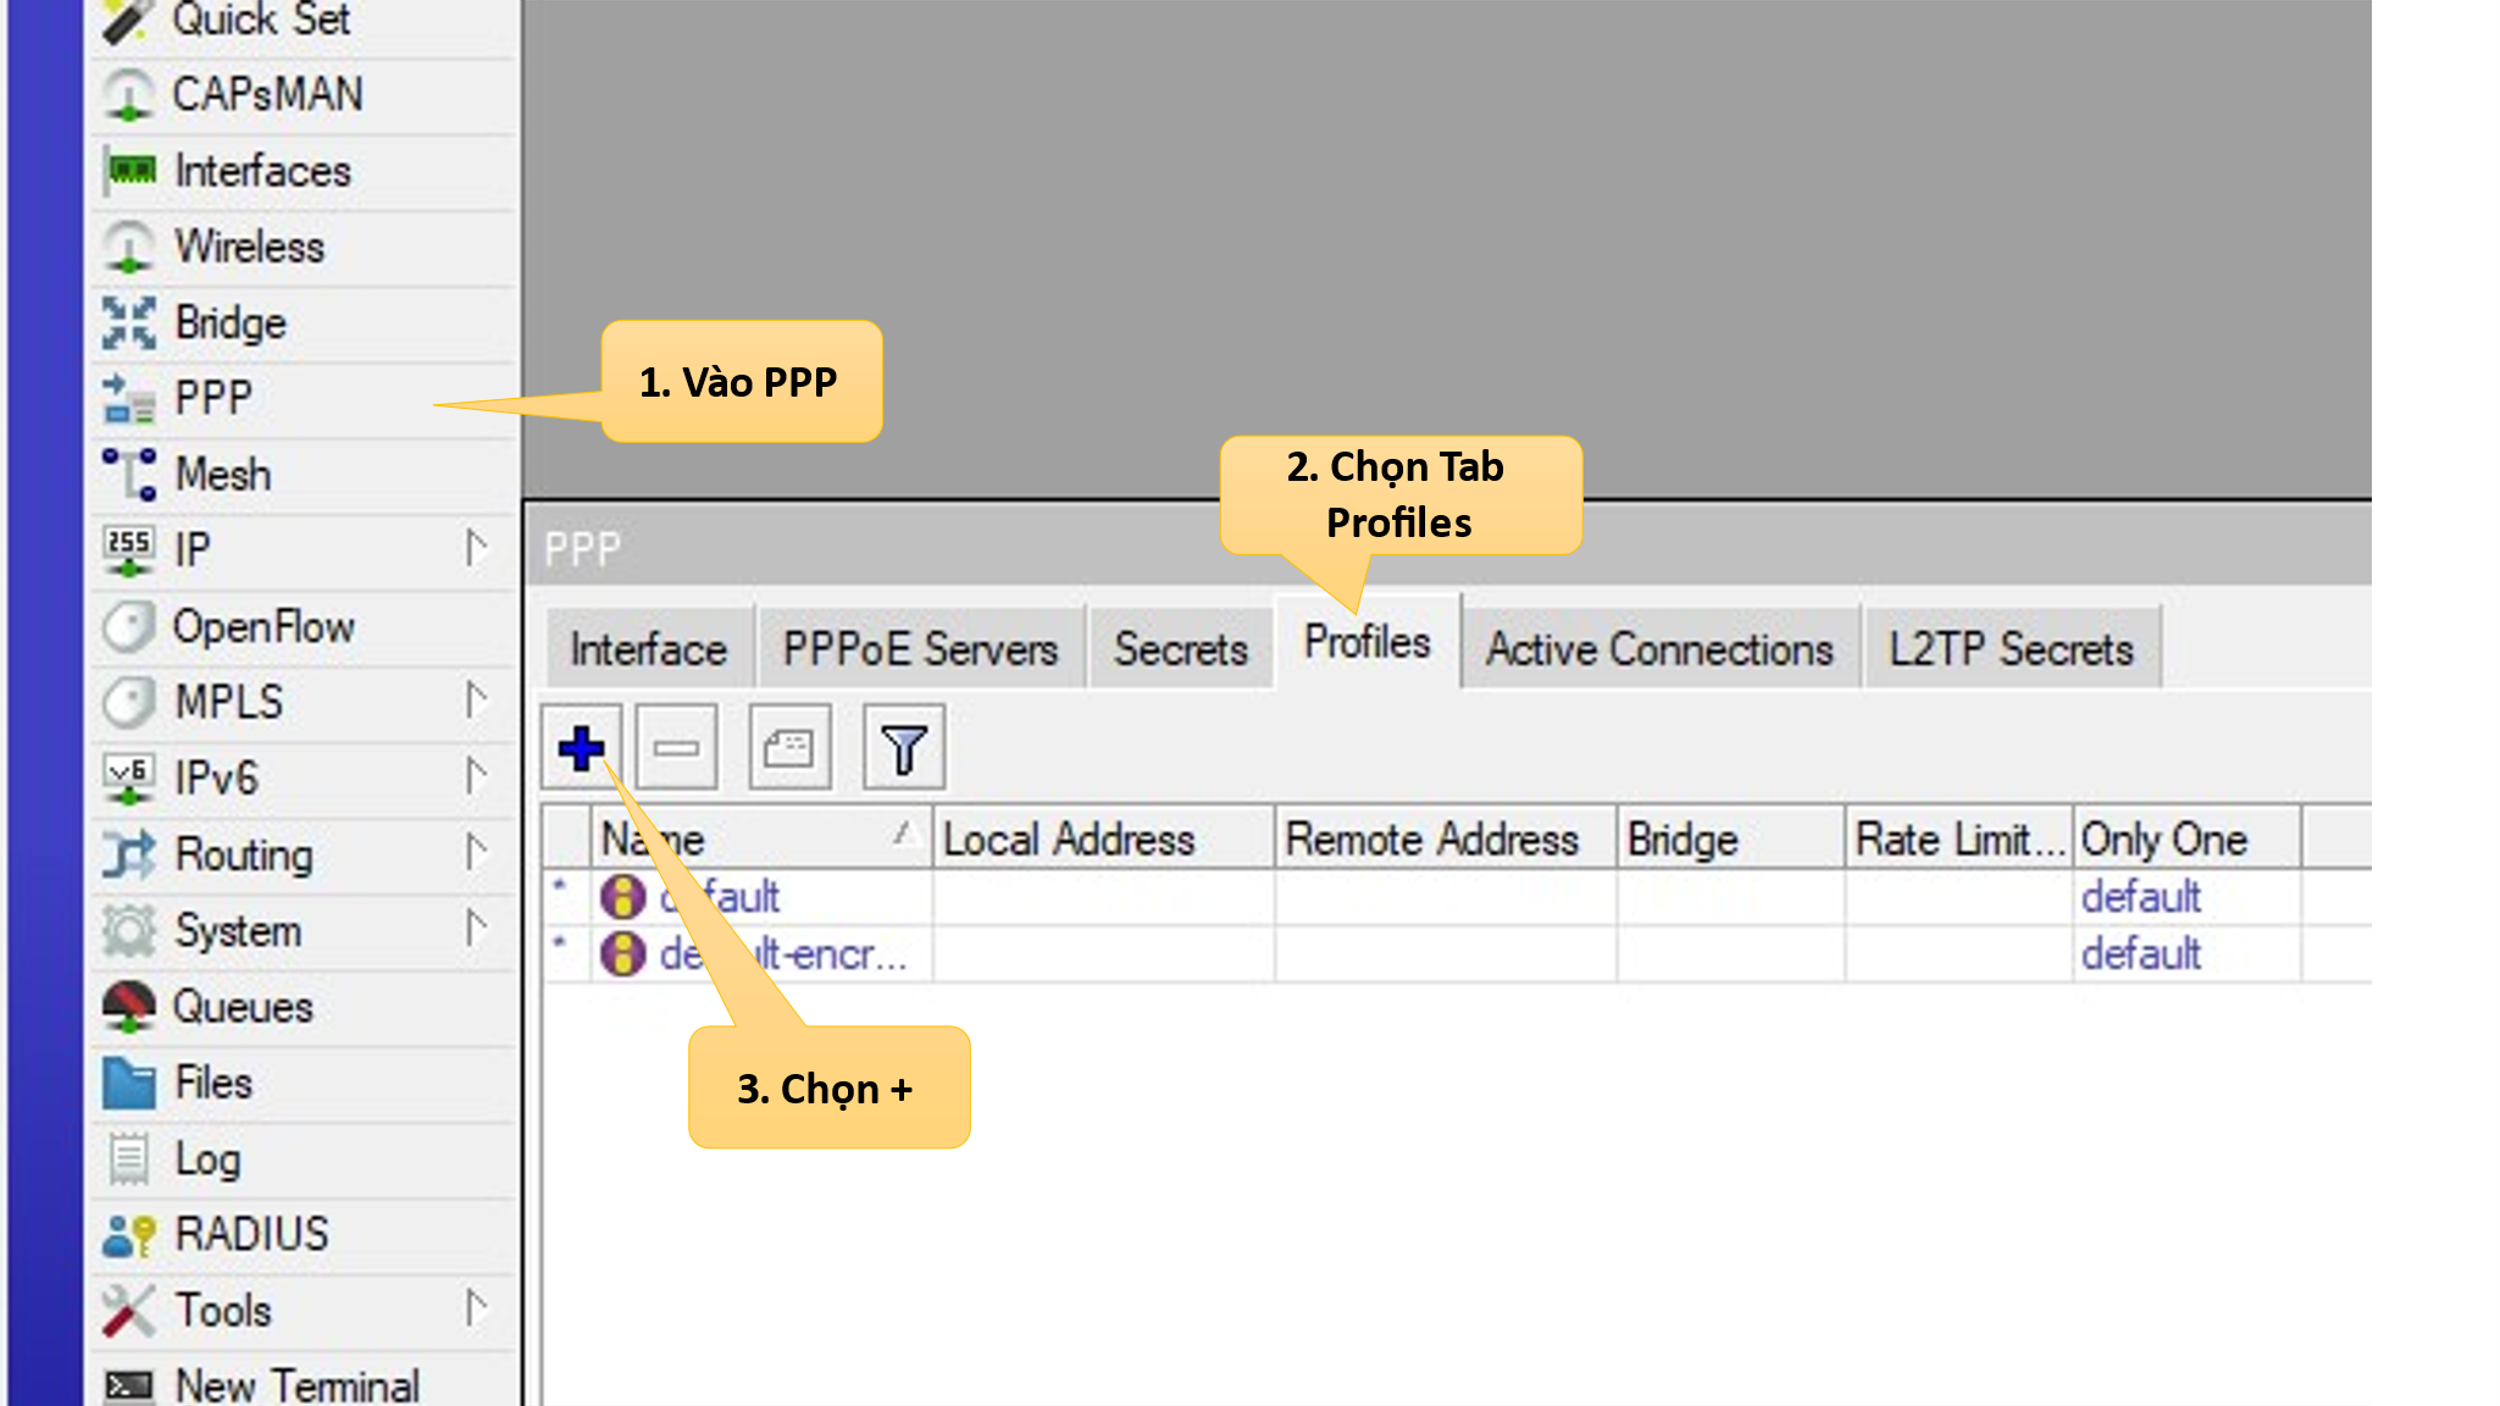 Quick Set
CAPsMAN
Interfaces
Wireless
Bridge
PPP
Mesh
255 IP
OpenFlow
MPLS
v6 IPv6
Routing
System
Queues
Files
Log
RADIUS
Tools
New Terminal
1. Vào PPP
2. Chọn Tab
Profiles
PPP
Interface PPPoE Servers Secrets Profiles Active Connections L2TP Secrets
Name Local Address Remote Address Bridge Rate Limit... Only One
* default default
* default-encr... default
3. Chọn +